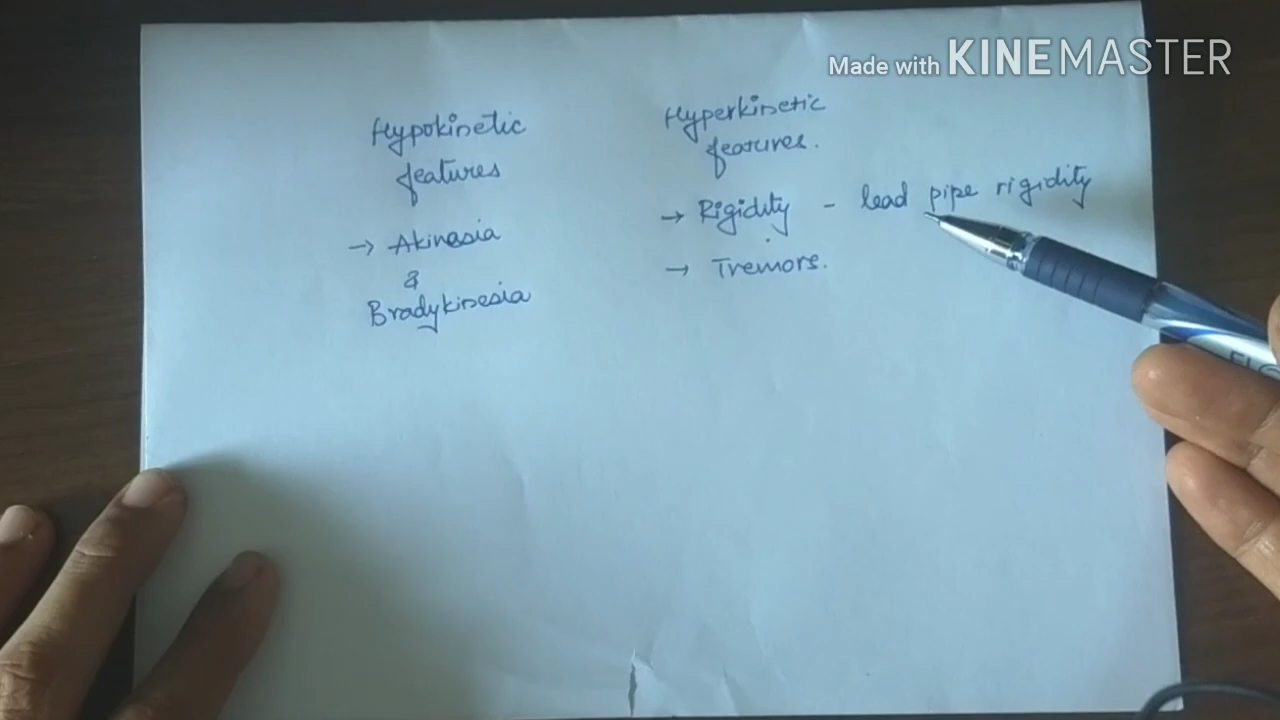 Made with KINEMASTER
Hypokinetic
features
→ Akinesia
&
Bradykinesia
Hyperkinetic
features.
→ Rigidity - lead pipe rigidity
→ Tremors.